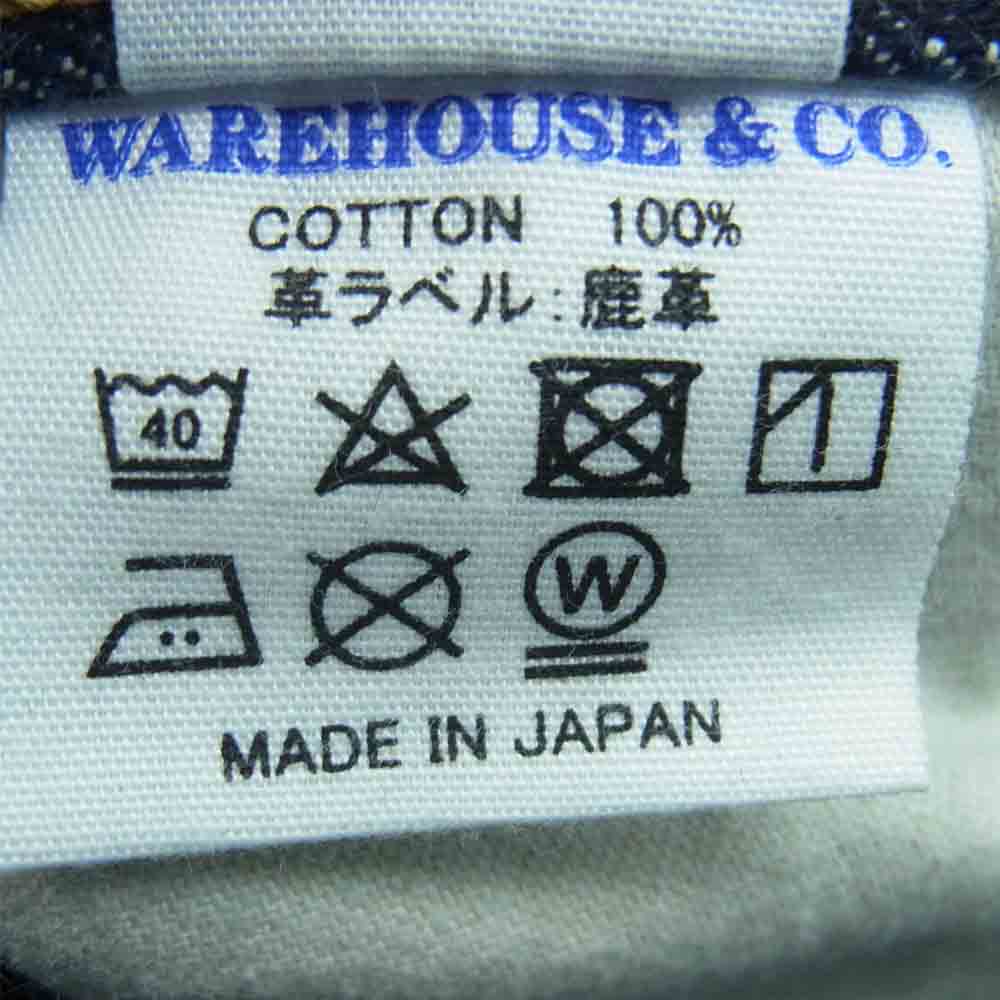 WAREHOUSE & CO.
COTTON 100%
革ラベル:鹿革
40
W
MADE IN JAPAN